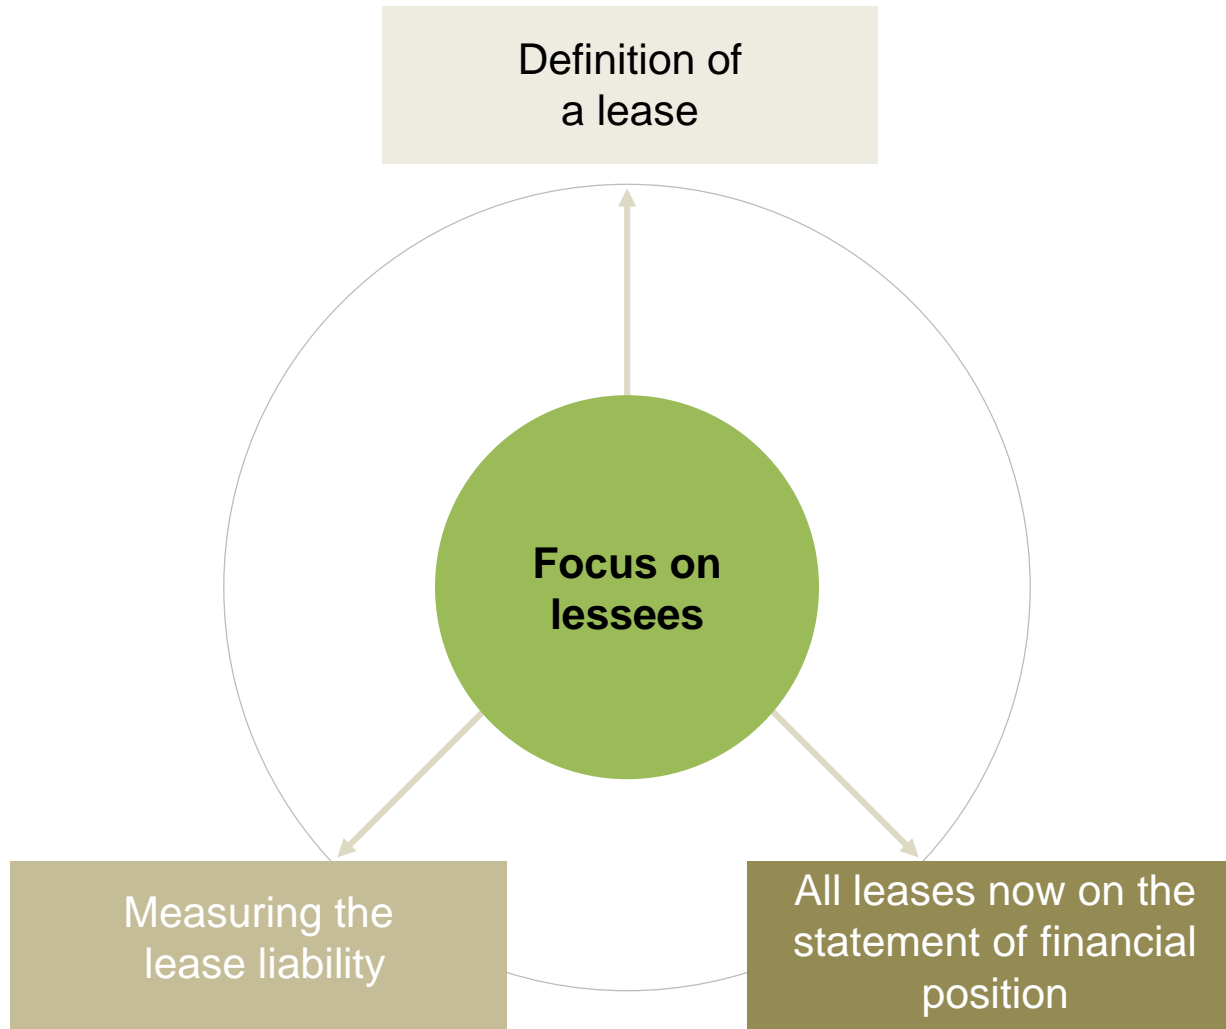 Definition of
a lease
Focus on
lessees
Measuring the
lease liability
All leases now on the
statement of financial
position